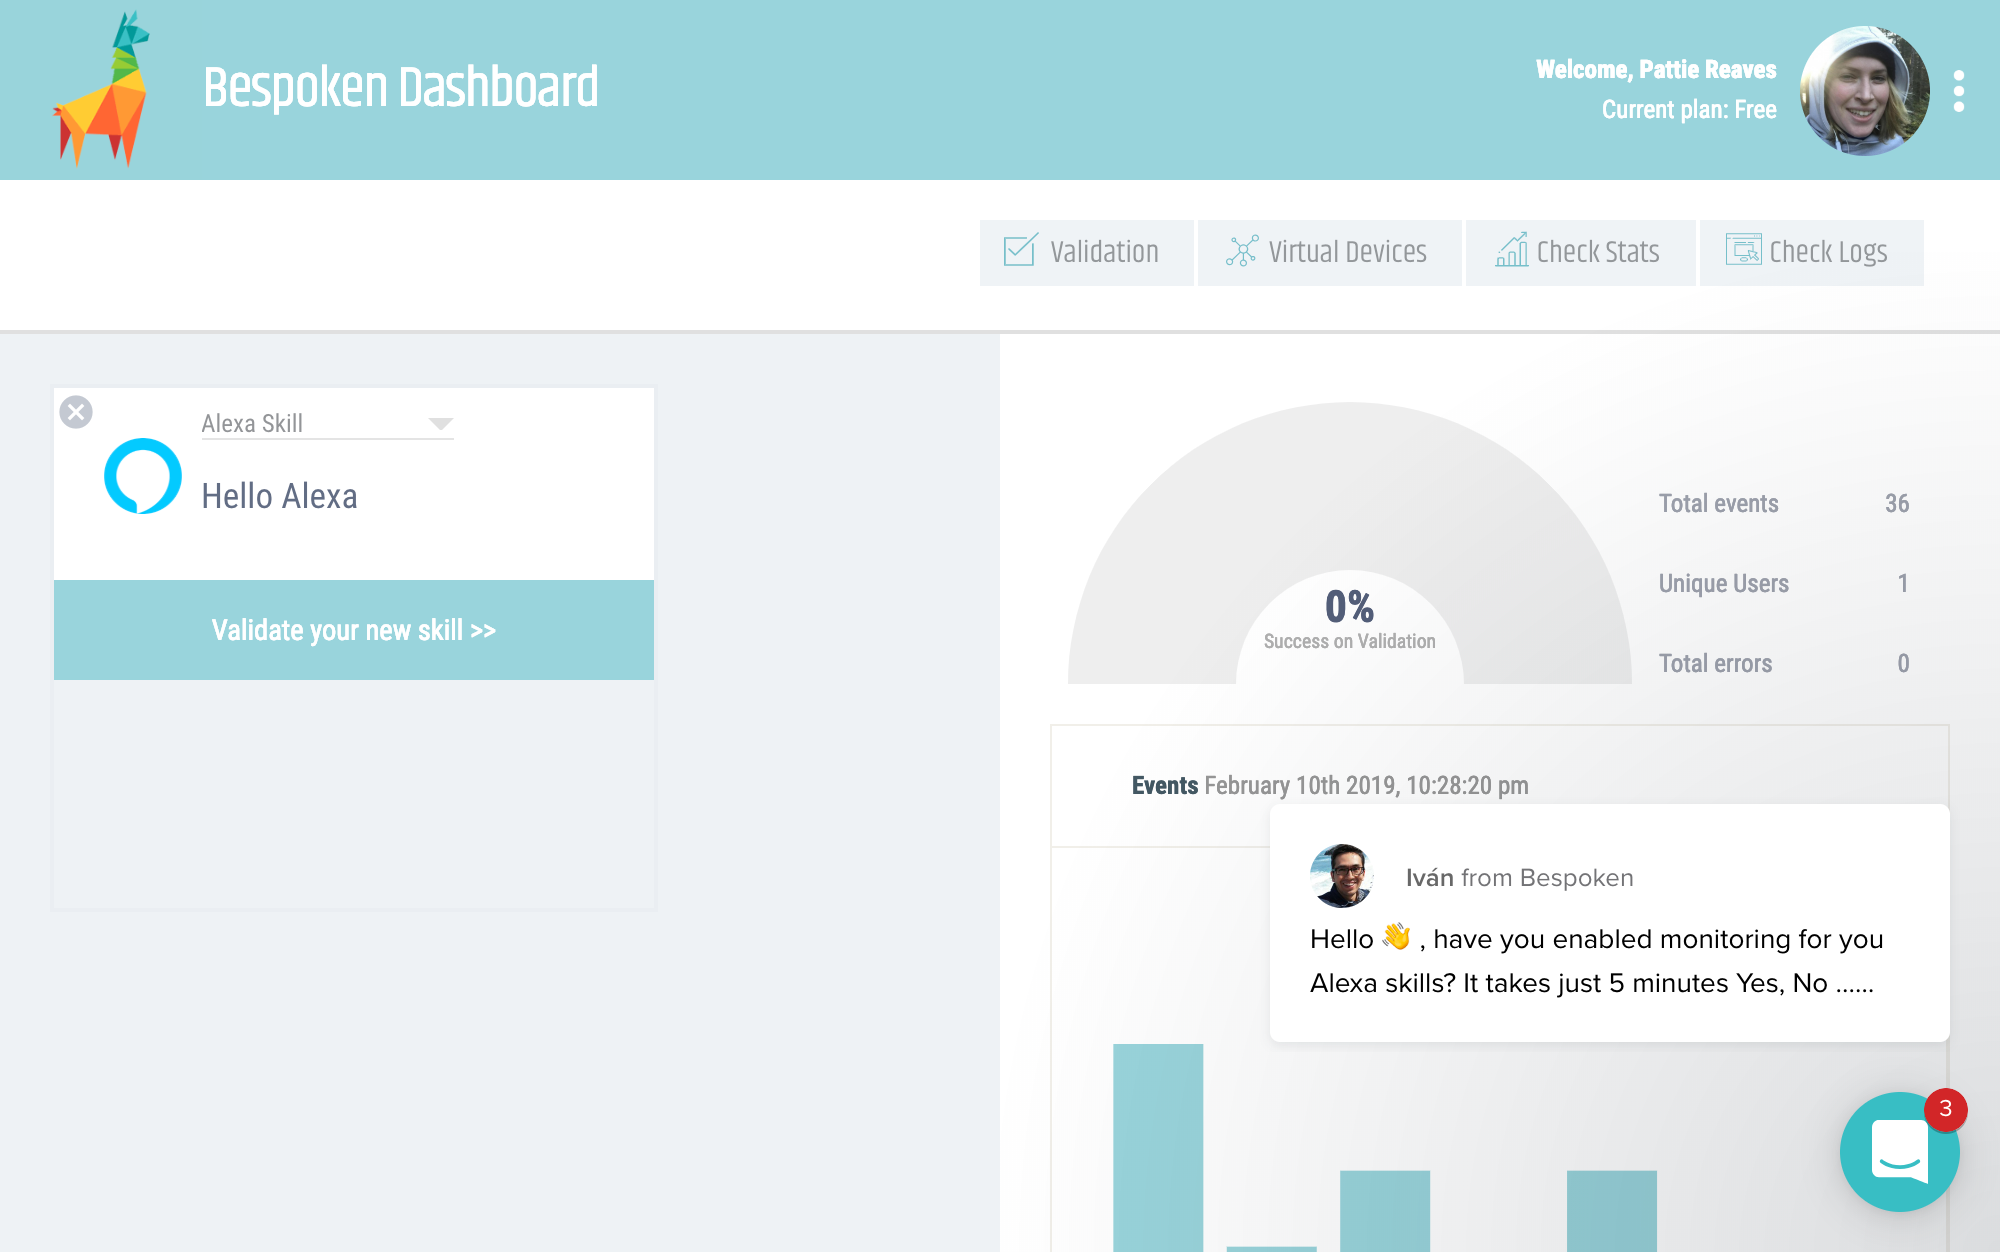 Bespoken Dashboard
Welcome, Pattie Reaves
Current plan: Free
Validation
Virtual Devices
Check Stats
Check Logs
Alexa Skill
Hello Alexa
Validate your new skill >>
0%
Success on Validation
Total events 36
Unique Users 1
Total errors 0
Events February 10th 2019, 10:28:20 pm
Iván from Bespoken
Hello 👋 , have you enabled monitoring for you
Alexa skills? It takes just 5 minutes Yes, No ......
3